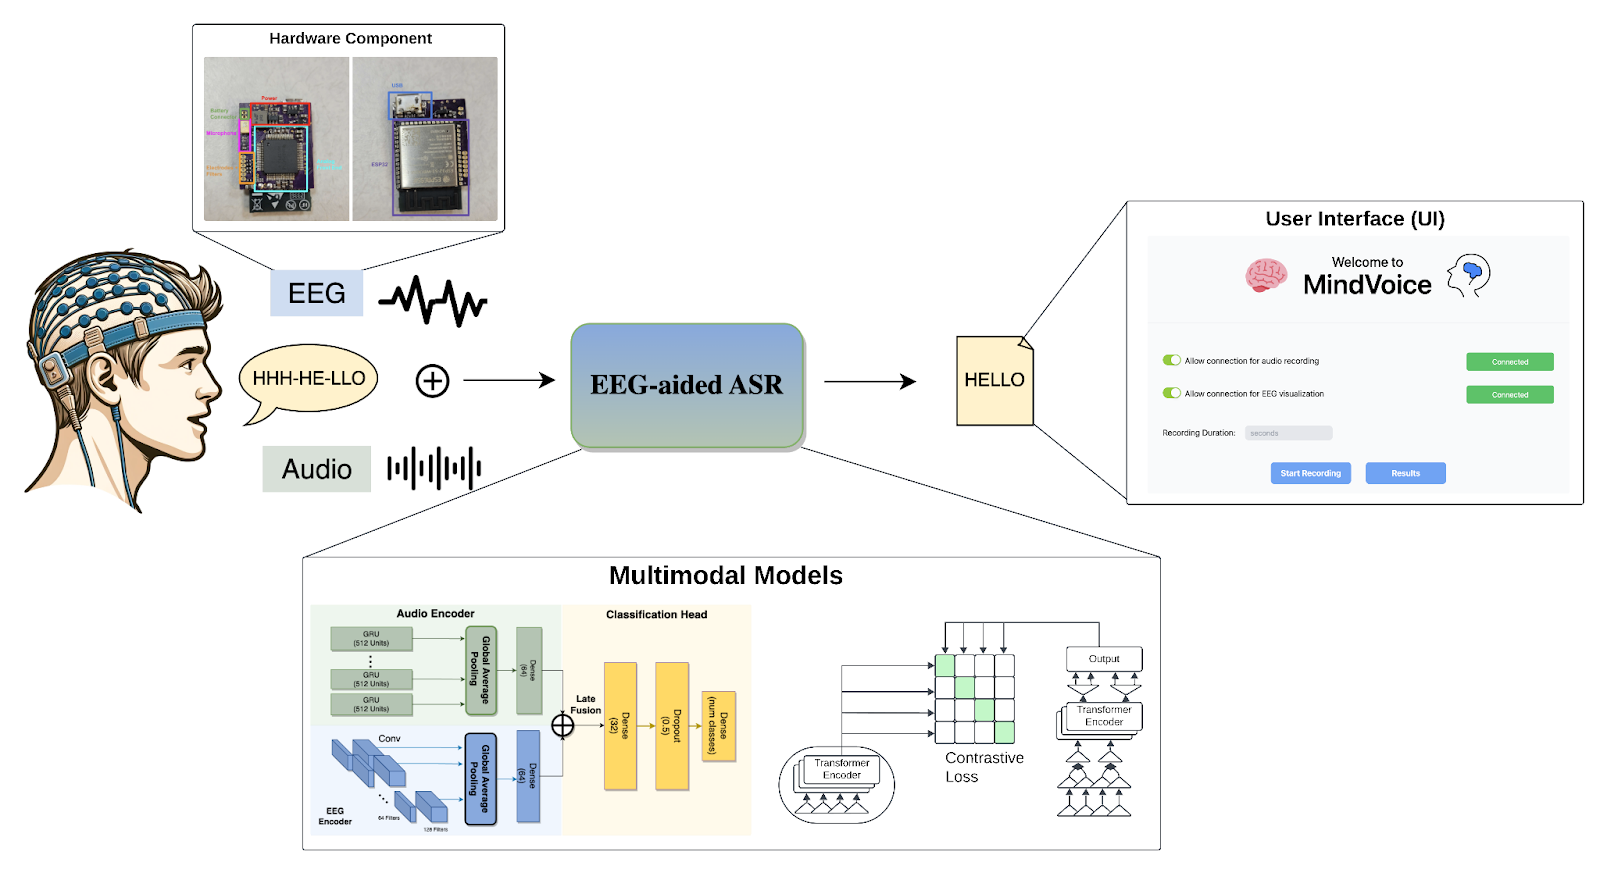 Hardware Component
Power
Battery
Connector
Microphone
Filters
USB
ESP32
EEG
HHH-HE-LLO
Audio
EEG-aided ASR
HELLO
User Interface (UI)
Welcome to
MindVoice
Allow connection for audio recording
Connected
Allow connection for EEG visualization
Connected
Recording Duration:
seconds
Start Recording
Results
Multimodal Models
Audio Encoder
GRU
(512 Units)
GRU
(512 Units)
GRU
(512 Units)
Global Average
Pooling
Dense
(64)
Conv
64 Filters
128 Filters
EEG
Encoder
Global Average
Pooling
Dense
(64)
Classification Head
Late
Fusion
Dense
(32)
Dropout
(0.5)
Dense
(num classes)
Transformer
Encoder
Contrastive
Loss
Output
Transformer
Encoder